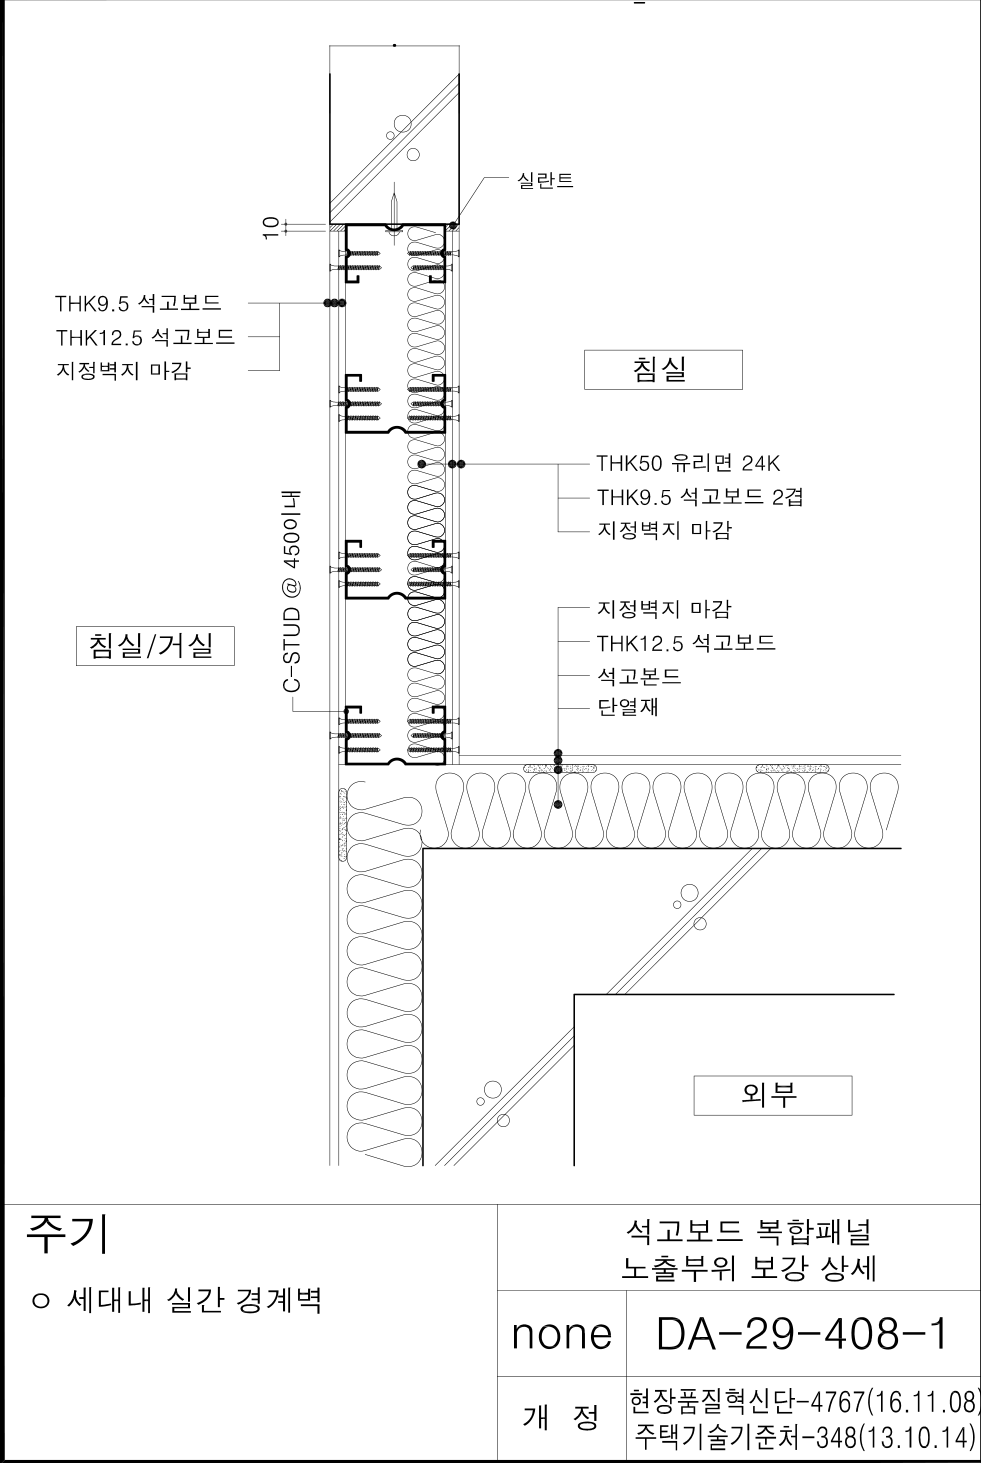 실란트
10
THK9.5 석고보드
THK12.5 석고보드
지정벽지 마감
침실
THK50 유리면 24K
THK9.5 석고보드 2겹
지정벽지 마감
C-STUD @ 450이내
침실/거실
지정벽지 마감
THK12.5 석고보드
석고본드
단열재
외부
주기
ㅇ 세대내 실간 경계벽
석고보드 복합패널
노출부위 보강 상세
none
DA-29-408-1
개 정
현장품질혁신단-4767(16.11.08)
주택기술기준처-348(13.10.14)